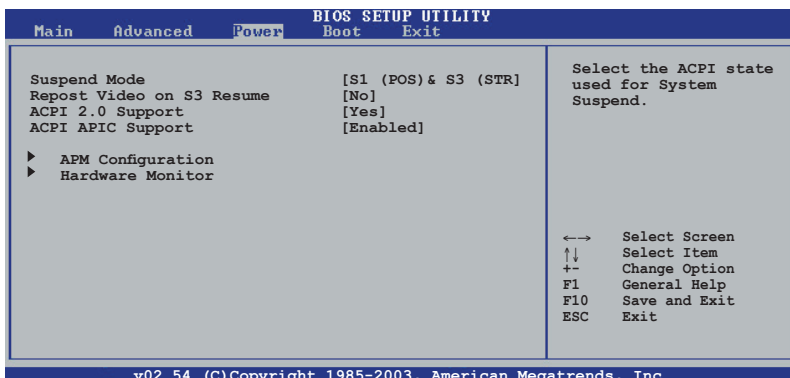 BIOS SETUP UTILITY
Main Advanced Power Boot Exit
Suspend Mode [S1 (POS)& S3 (STR]
Repost Video on S3 Resume [No]
ACPI 2.0 Support [Yes]
ACPI APIC Support [Enabled]
APM Configuration
Hardware Monitor
Select the ACPI state
used for System
Suspend.
←→ Select Screen
↑↓ Select Item
+- Change Option
F1 General Help
F10 Save and Exit
ESC Exit
v02.54 (C)Copyright 1985-2003, American Megatrends, Inc